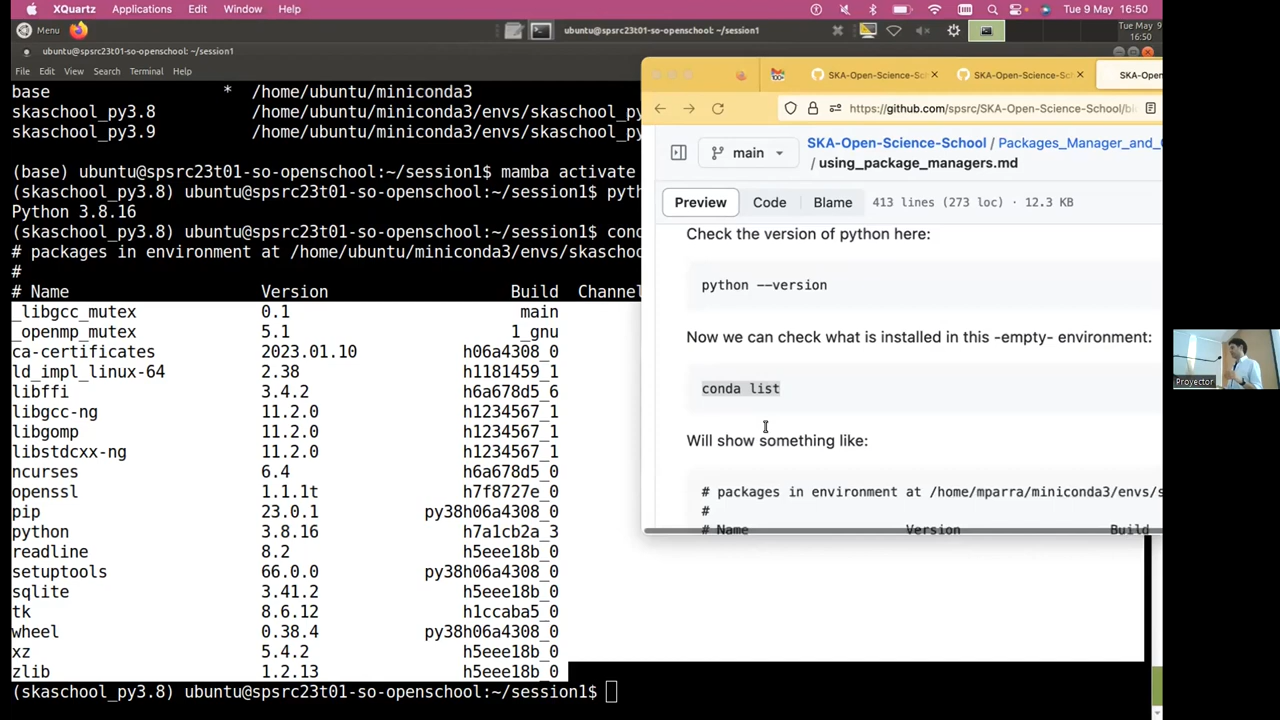 XQuartz Applications Edit Window Help
Tue 9 May 16:50
Menu
ubuntu@spsrc23t01-so-openschool: ~/session1
Tue May 9
16:50
ubuntu@spsrc23t01-so-openschool: ~/session1
File Edit View Search Terminal Help
base * /home/ubuntu/miniconda3
skaschool_py3.8 /home/ubuntu/miniconda3/envs/skaschool_py
skaschool_py3.9 /home/ubuntu/miniconda3/envs/skaschool_py
(base) ubuntu@spsrc23t01-so-openschool:~/session1$ mamba activate
(skaschool_py3.8) ubuntu@spsrc23t01-so-openschool:~/session1$ pyth
Python 3.8.16
(skaschool_py3.8) ubuntu@spsrc23t01-so-openschool:~/session1$ cond
# packages in environment at /home/ubuntu/miniconda3/envs/skaschoo
#
# Name Version Build Channel
_libgcc_mutex 0.1 main
_openmp_mutex 5.1 1_gnu
ca-certificates 2023.01.10 h06a4308_0
ld_impl_linux-64 2.38 h1181459_1
libffi 3.4.2 h6a678d5_6
libgcc-ng 11.2.0 h1234567_1
libgomp 11.2.0 h1234567_1
libstdcxx-ng 11.2.0 h1234567_1
ncurses 6.4 h6a678d5_0
openssl 1.1.1t h7f8727e_0
pip 23.0.1 py38h06a4308_0
python 3.8.16 h7a1cb2a_3
readline 8.2 h5eee18b_0
setuptools 66.0.0 py38h06a4308_0
sqlite 3.41.2 h5eee18b_0
tk 8.6.12 h1ccaba5_0
wheel 0.38.4 py38h06a4308_0
xz 5.4.2 h5eee18b_0
zlib 1.2.13 h5eee18b_0
(skaschool_py3.8) ubuntu@spsrc23t01-so-openschool:~/session1$
SKA-Open-Science-Sc SKA-Open-Science-Sc SKA-Open
https://github.com/spsrc/SKA-Open-Science-School/bl
main
SKA-Open-Science-School / Packages_Manager_and_
/ using_package_managers.md
Preview Code Blame 413 lines (273 loc) · 12.3 KB
Check the version of python here:
python --version
Now we can check what is installed in this -empty- environment:
conda list
Will show something like:
# packages in environment at /home/mparra/miniconda3/envs/s
#
# Name Version Build
Proyector